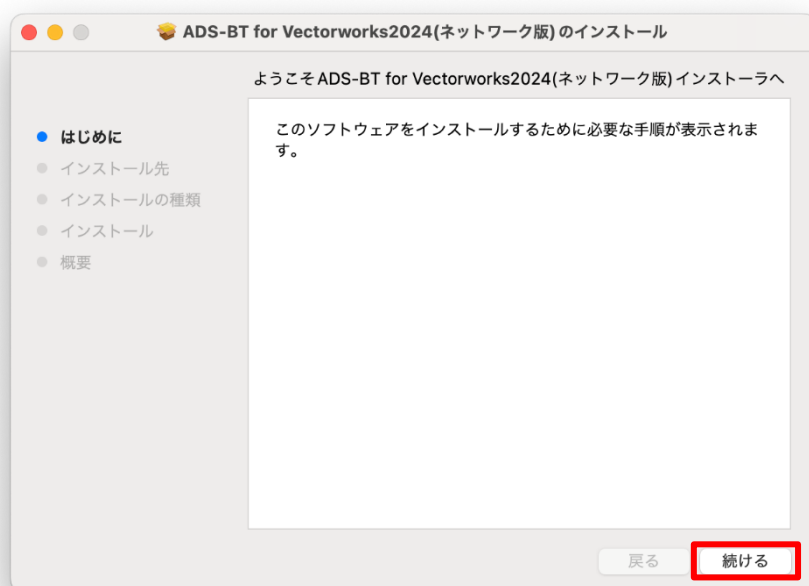 ADS-BT for Vectorworks2024(ネットワーク版)のインストール
ようこそADS-BT for Vectorworks2024(ネットワーク版)インストーラへ
はじめに
インストール先
インストールの種類
インストール
概要
このソフトウェアをインストールするために必要な手順が表示されま
す。
戻る
続ける